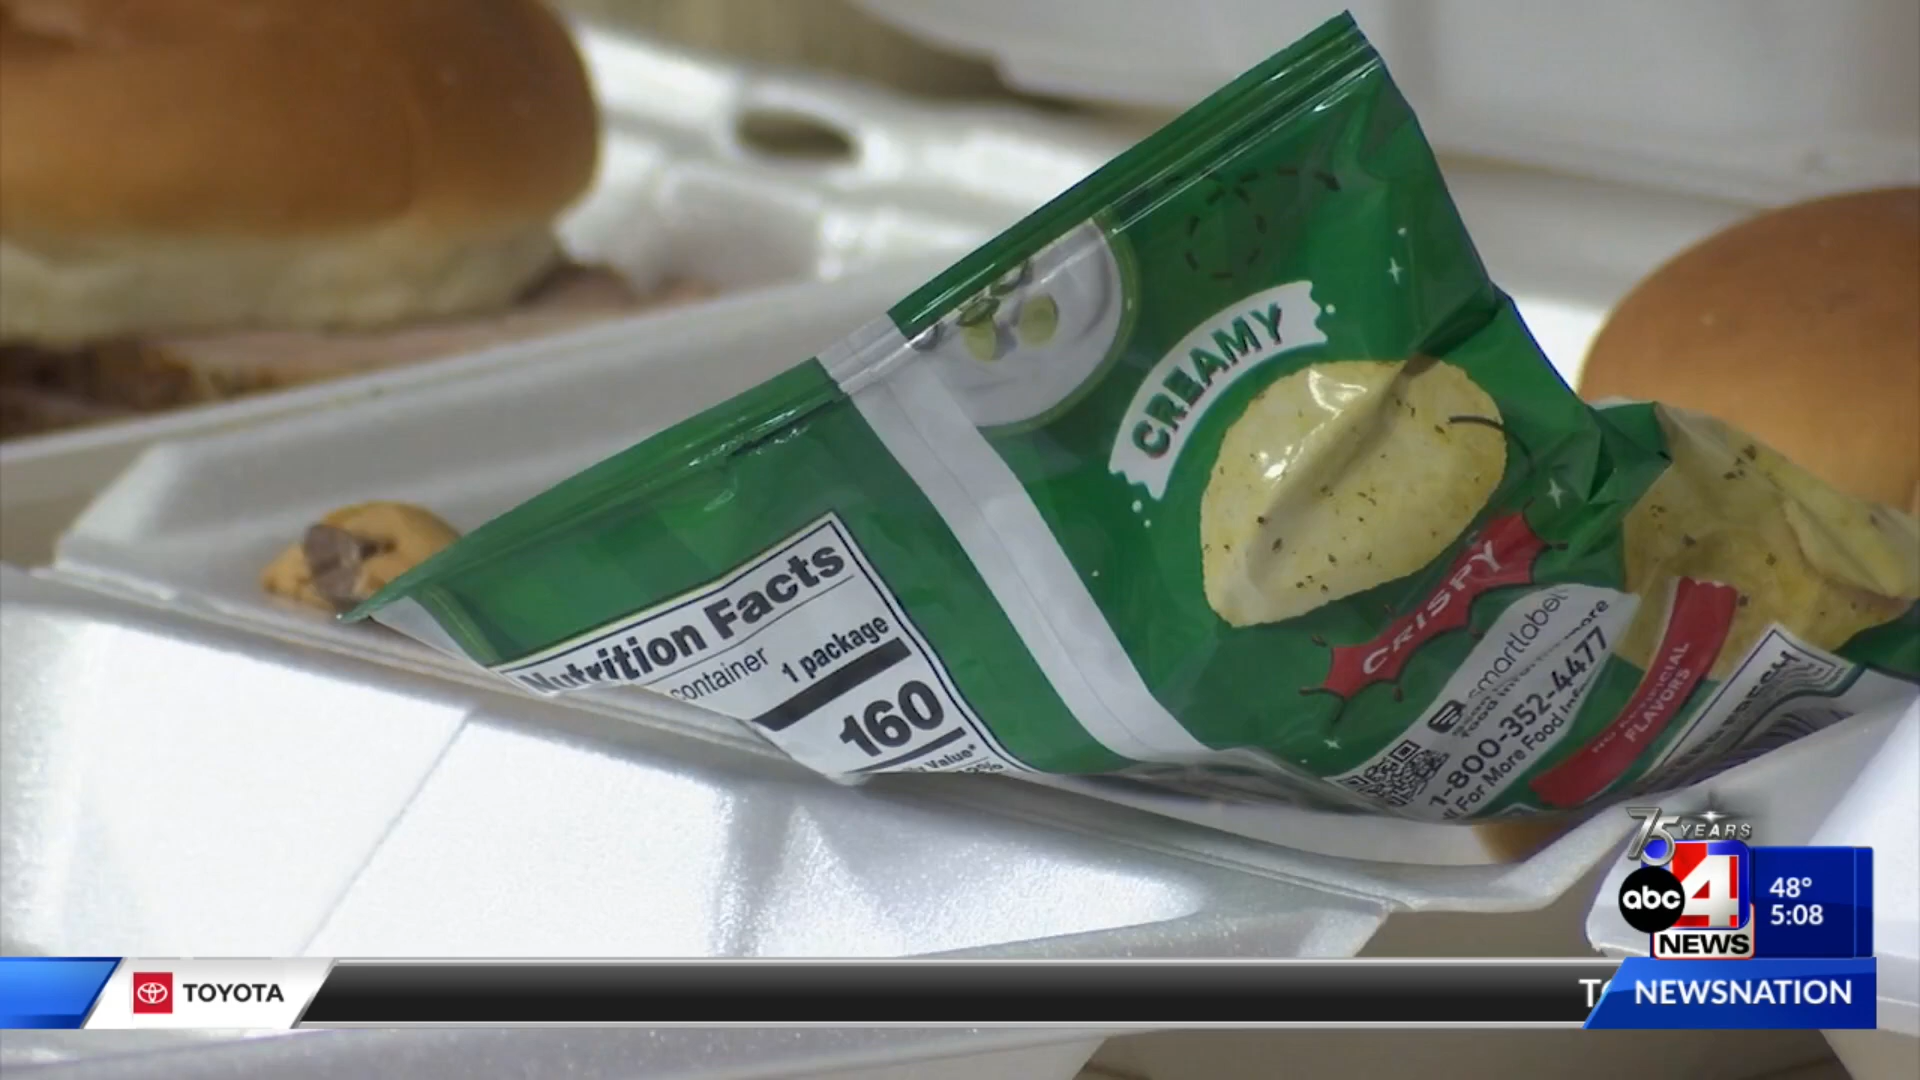 CREAMY
CRISPY
Nutrition Facts
container
1 package
160
Value*
smartlabel
1-800-352-4477
For More Food
FLAVORS
75 YEARS
abc 4
NEWS
48°
5:08
TOYOTA
NEWSNATION